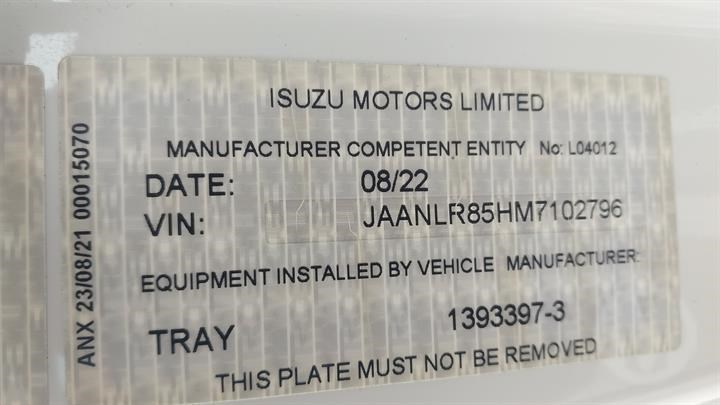 ISUZU MOTORS LIMITED
MANUFACTURER COMPETENT ENTITY No: L04012
DATE: 08/22
VIN: JAANLR85HM7102796
EQUIPMENT INSTALLED BY VEHICLE MANUFACTURER:
TRAY 1393397-3
THIS PLATE MUST NOT BE REMOVED
ANX 23/08/21 00015070